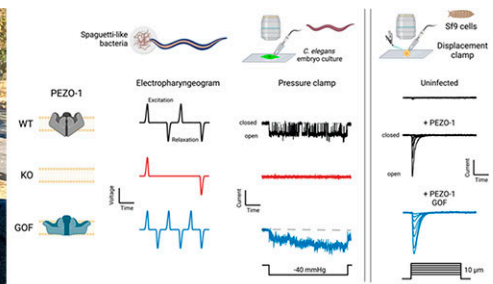 Spaguetti-like
bacteria
C. elegans
embryo culture
Sf9 cells
Displacement
clamp
PEZO-1
Electropharyngeogram
Pressure clamp
Uninfected
WT
Excitation
Relaxation
closed
open
+ PEZO-1
closed
open
Current
Time
KO
Voltage
Time
Current
Time
GOF
+ PEZO-1
GOF
-40 mmHg
10 µm